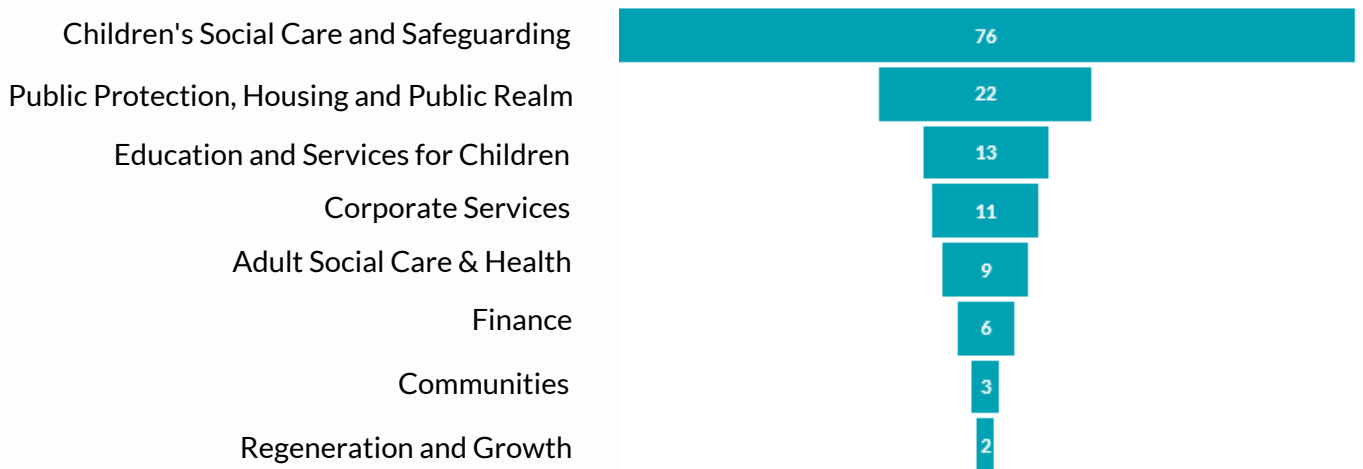 Children's Social Care and Safeguarding 76
Public Protection, Housing and Public Realm 22
Education and Services for Children 13
Corporate Services 11
Adult Social Care & Health 9
Finance 6
Communities 3
Regeneration and Growth 2